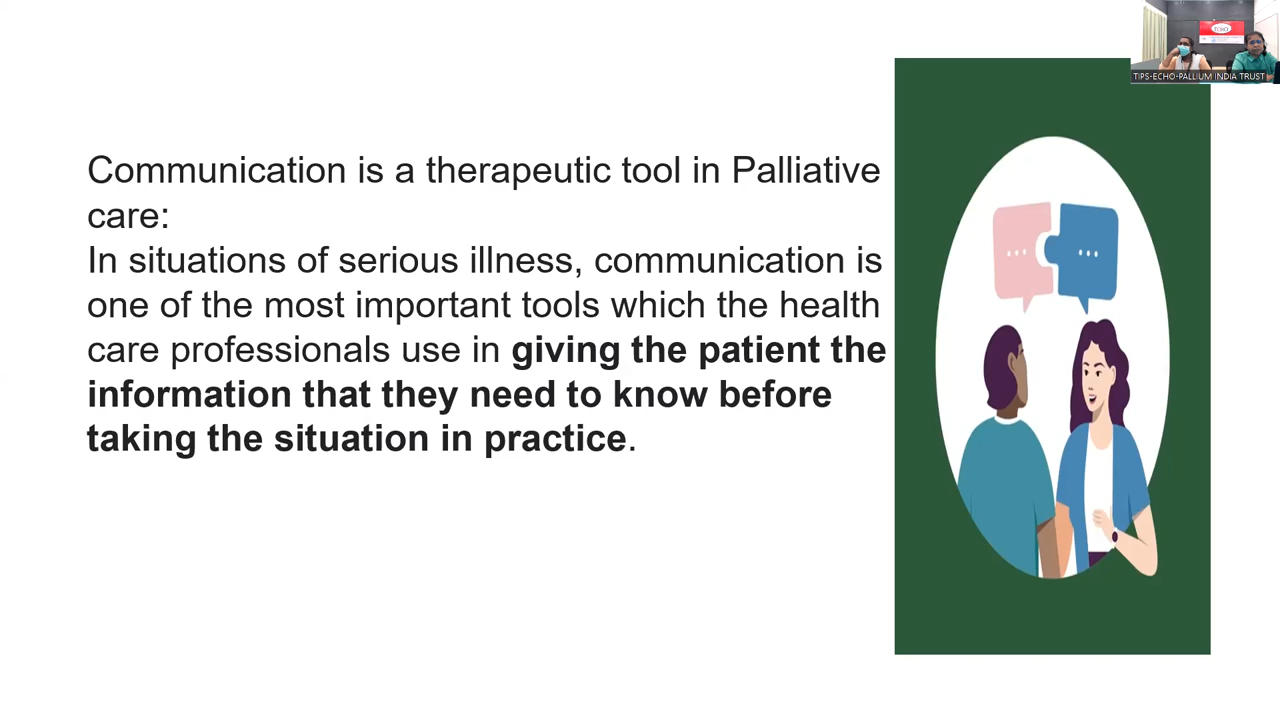 Communication is a therapeutic tool in Palliative
care:
In situations of serious illness, communication is
one of the most important tools which the health
care professionals use in giving the patient the
information that they need to know before
taking the situation in practice.
TIPS-ECHO-PALLIUM INDIA TRUST